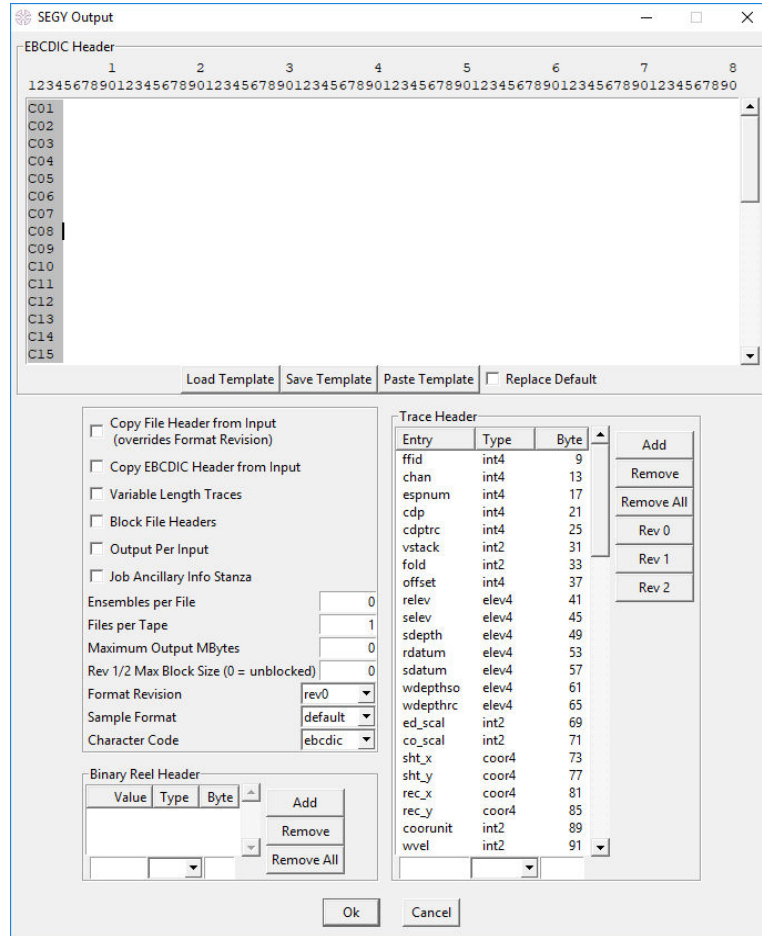 SEGY Output
EBCDIC Header
1 2 3 4 5 6 7 8
12345678901234567890123456789012345678901234567890123456789012345678901234567890
C01
C02
C03
C04
C05
C06
C07
C08
C09
C10
C11
C12
C13
C14
C15
Load Template Save Template Paste Template Replace Default
Copy File Header from Input
(overrides Format Revision)
Copy EBCDIC Header from Input
Variable Length Traces
Block File Headers
Output Per Input
Job Ancillary Info Stanza
Ensembles per File 0
Files per Tape 1
Maximum Output MBytes 0
Rev 1/2 Max Block Size (0 = unblocked) 0
Format Revision rev0
Sample Format default
Character Code ebcdic
Binary Reel Header
Value Type Byte
Add
Remove
Remove All
Trace Header
Entry Type Byte
ffid int4 9
chan int4 13
espnum int4 17
cdp int4 21
cdptrc int4 25
vstack int2 31
fold int2 33
offset int4 37
relev elev4 41
selev elev4 45
sdepth elev4 49
rdatum elev4 53
sdatum elev4 57
wdepthso elev4 61
wdepthrc elev4 65
ed_scal int2 69
co_scal int2 71
sht_x coor4 73
sht_y coor4 77
rec_x coor4 81
rec_y coor4 85
coorunit int2 89
wvel int2 91
Add
Remove
Remove All
Rev 0
Rev 1
Rev 2
Ok Cancel